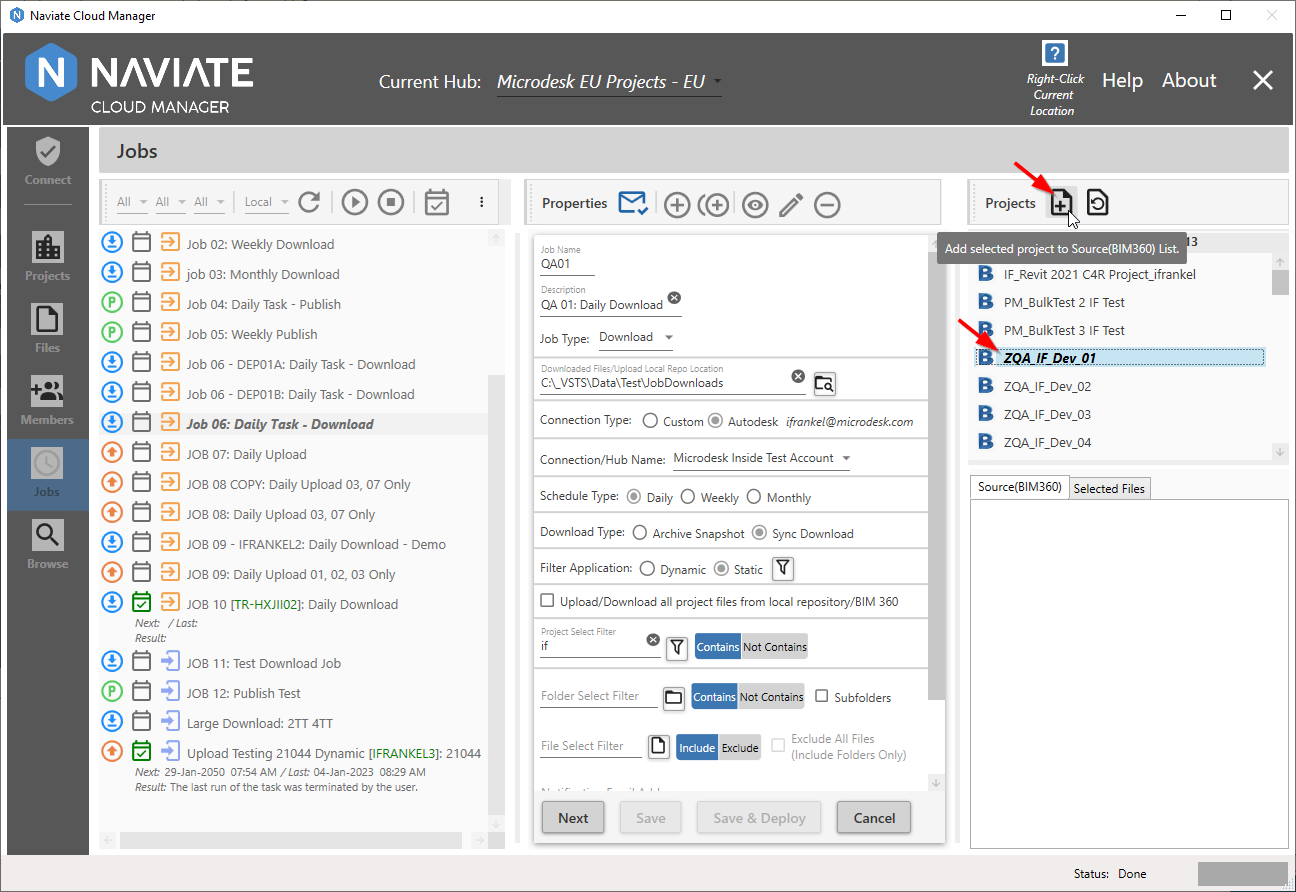 Naviate Cloud Manager
NAVIATE
CLOUD MANAGER
Current Hub: Microdesk EU Projects - EU
Right-Click
Current
Location
Help
About
Connect
Projects
Files
Members
Jobs
Browse
Jobs
All All All Local
Job 02: Weekly Download
job 03: Monthly Download
Job 04: Daily Task - Publish
Job 05: Weekly Publish
Job 06 - DEP01A: Daily Task - Download
Job 06 - DEP01B: Daily Task - Download
Job 06: Daily Task - Download
JOB 07: Daily Upload
JOB 08 COPY: Daily Upload 03, 07 Only
JOB 08: Daily Upload 03, 07 Only
JOB 09 - IFRANKEL2: Daily Download - Demo
JOB 09: Daily Upload 01, 02, 03 Only
JOB 10 [TR-HXJII02]: Daily Download
Next: / Last:
Result:
JOB 11: Test Download Job
JOB 12: Publish Test
Large Download: 2TT 4TT
Upload Testing 21044 Dynamic [IFRANKEL3]: 21044
Next: 29-Jan-2050 07:54 AM / Last: 04-Jan-2023 08:29 AM
Result: The last run of the task was terminated by the user.
Properties
Job Name
QA01
Description
QA 01: Daily Download
Job Type: Download
Downloaded Files/Upload Local Repo Location
C:\_VSTS\Data\Test\JobDownloads
Connection Type: Custom Autodesk ifrankel@microdesk.com
Connection/Hub Name: Microdesk Inside Test Account
Schedule Type: Daily Weekly Monthly
Download Type: Archive Snapshot Sync Download
Filter Application: Dynamic Static
Upload/Download all project files from local repository/BIM 360
Project Select Filter
if
Contains Not Contains
Folder Select Filter Contains Not Contains Subfolders
File Select Filter Include Exclude Exclude All Files
(Include Folders Only)
Next Save Save & Deploy Cancel
Projects
Add selected project to Source(BIM360) List.
13
IF_Revit 2021 C4R Project_ifrankel
PM_BulkTest 2 IF Test
PM_BulkTest 3 IF Test
ZQA_IF_Dev_01
ZQA_IF_Dev_02
ZQA_IF_Dev_03
ZQA_IF_Dev_04
Source(BIM360) Selected Files
Status: Done